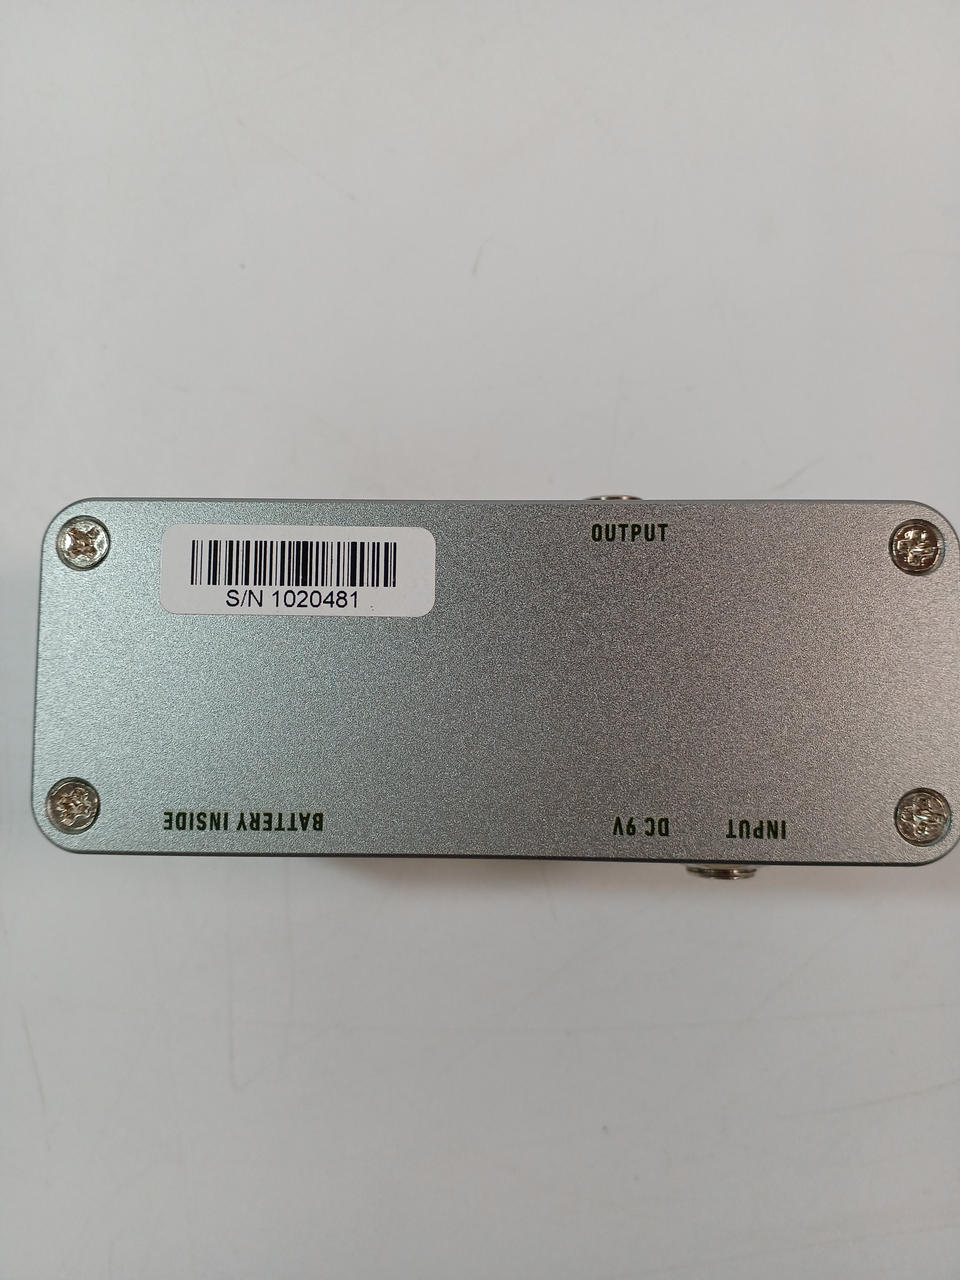 OUTPUT
S/N 1020481
BATTERY INSIDE
DC 9V
INPUT